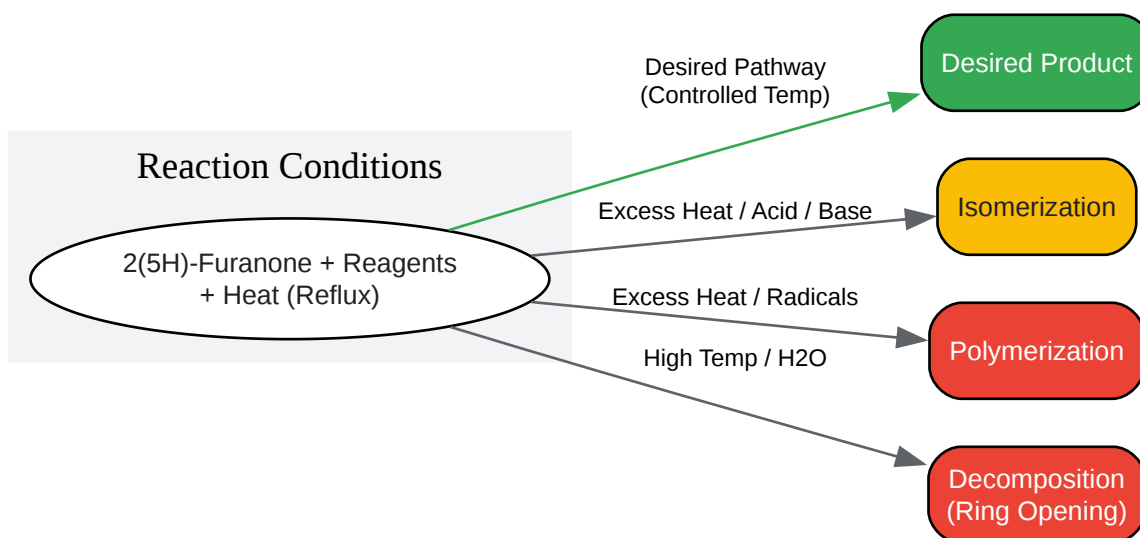 Desired Product
Desired Pathway
(Controlled Temp)
Reaction Conditions
Excess Heat / Acid / Base
Isomerization
2(5H)-Furanone + Reagents
+ Heat (Reflux)
Excess Heat / Radicals
Polymerization
High Temp / H2O
Decomposition
(Ring Opening)